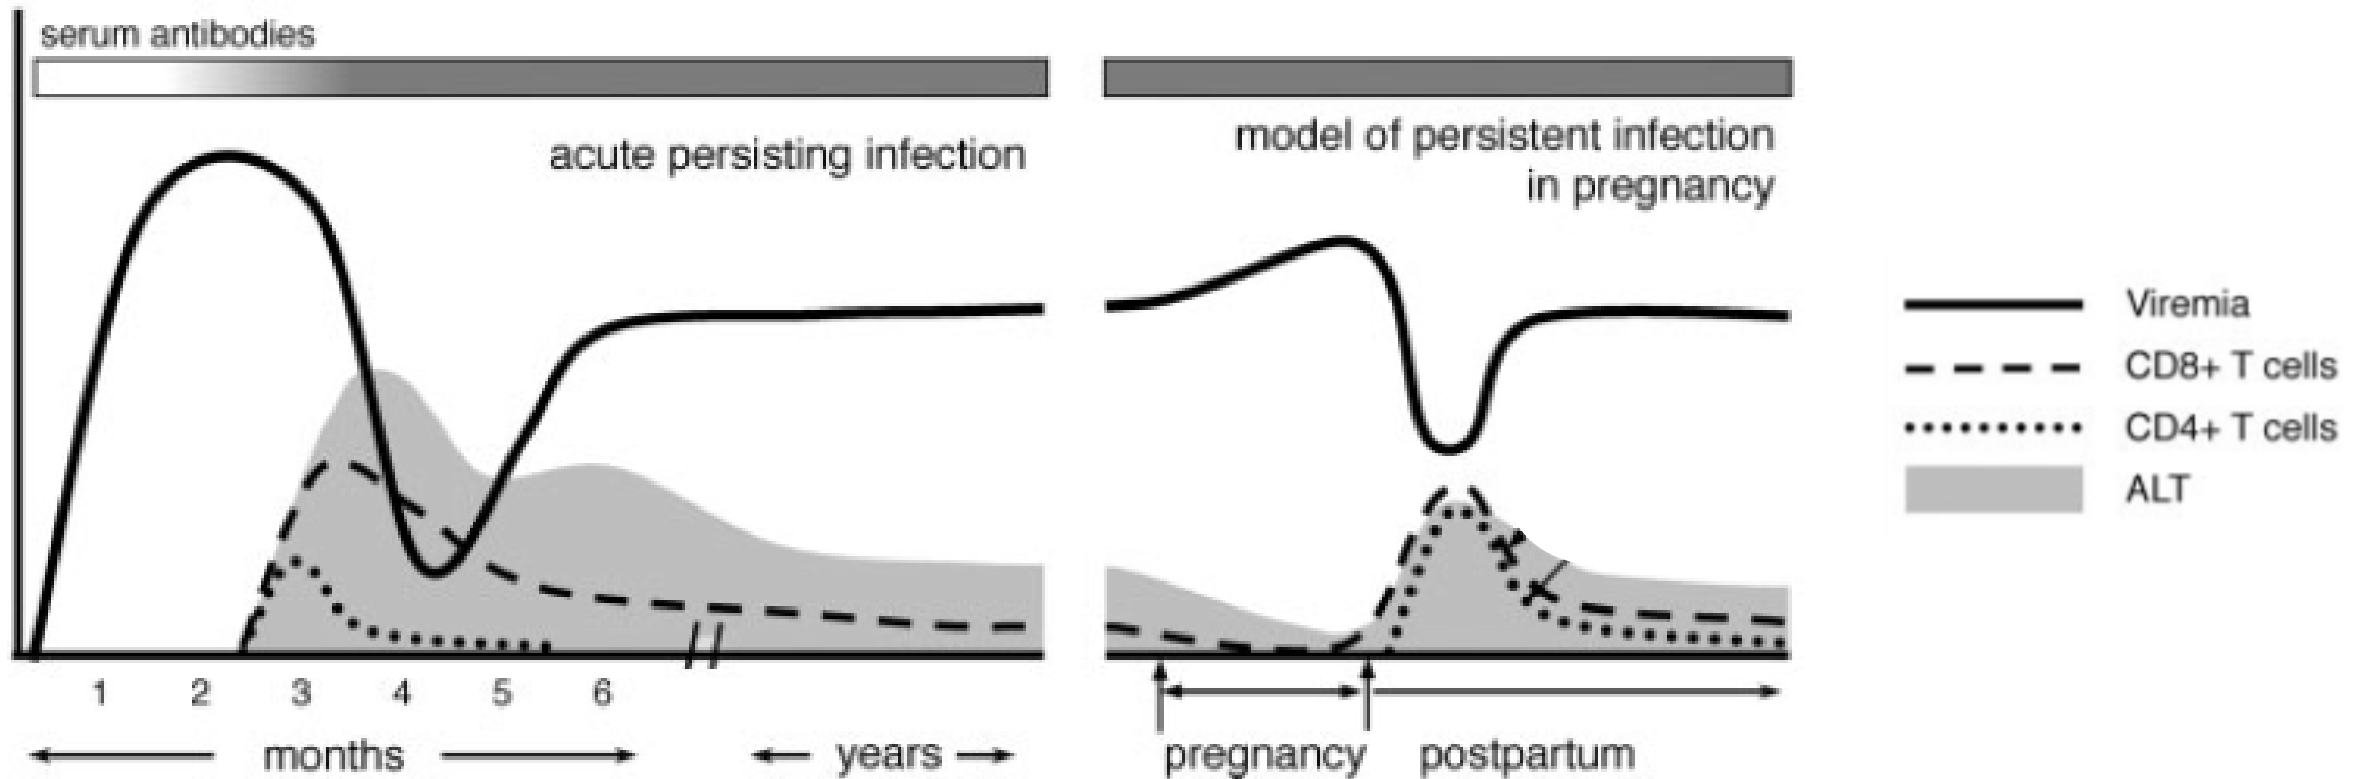 serum antibodies
acute persisting infection
model of persistent infection
in pregnancy
Viremia
CD8+ T cells
CD4+ T cells
ALT
1 2 3 4 5 6
months
years
pregnancy
postpartum